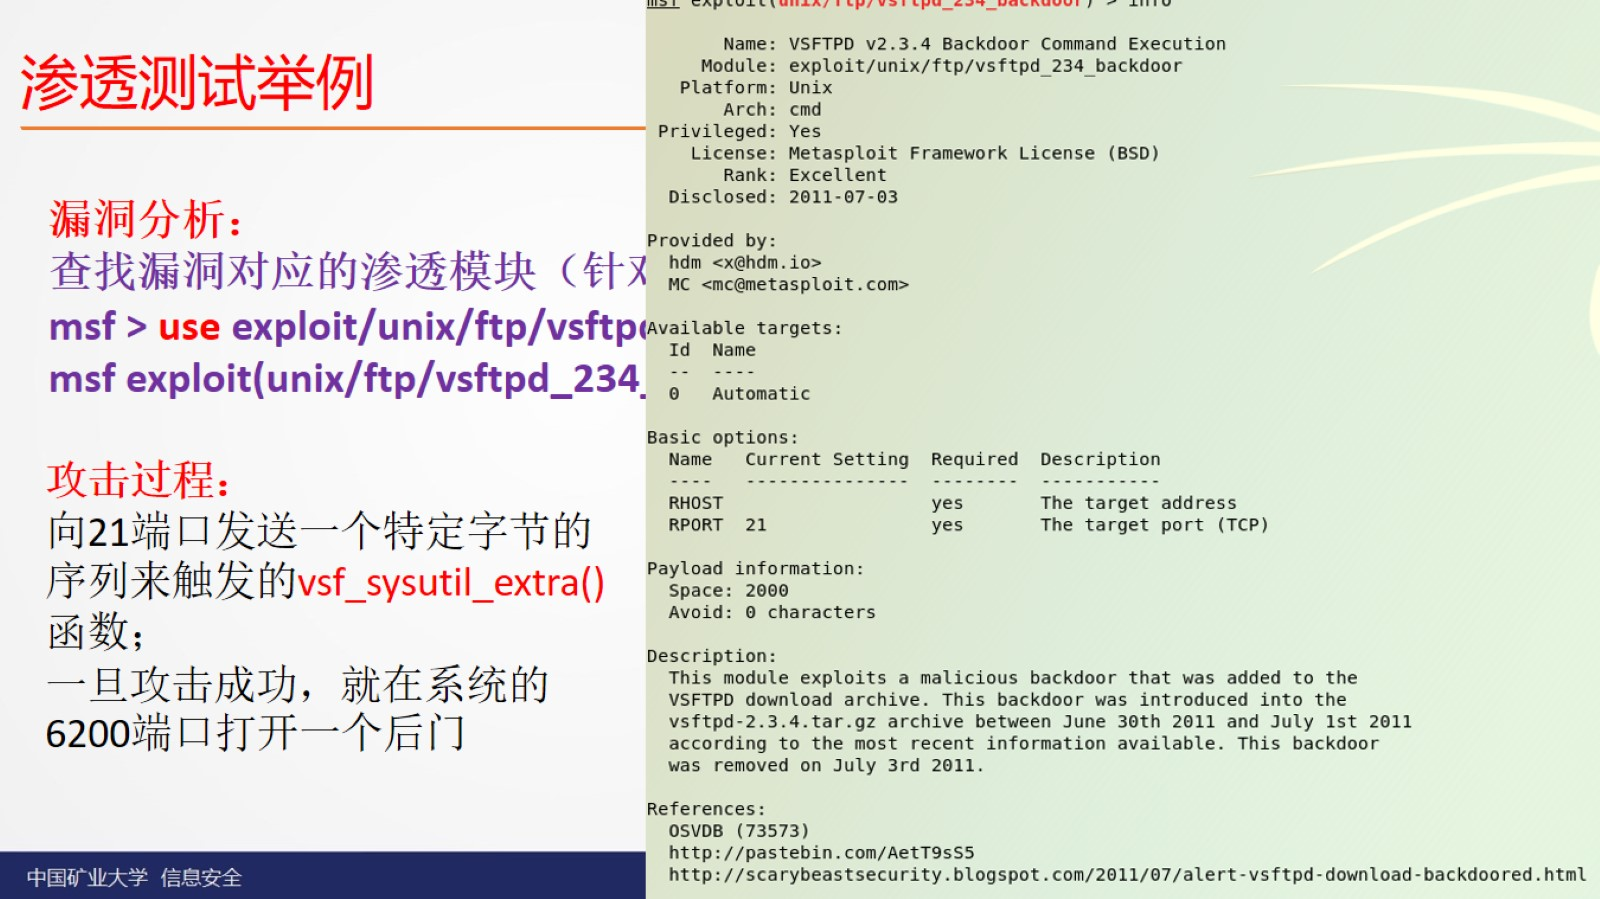 渗透测试举例
漏洞分析:
查找漏洞对应的渗透模块（针对
msf > use exploit/unix/ftp/vsftpd
msf exploit(unix/ftp/vsftpd_234_
攻击过程:
向21端口发送一个特定字节的
序列来触发的vsf_sysutil_extra()
函数;
一旦攻击成功，就在系统的
6200端口打开一个后门
中国矿业大学 信息安全
msf exploit(unix/ftp/vsftpd_234_backdoor) > info
Name: VSFTPD v2.3.4 Backdoor Command Execution
Module: exploit/unix/ftp/vsftpd_234_backdoor
Platform: Unix
Arch: cmd
Privileged: Yes
License: Metasploit Framework License (BSD)
Rank: Excellent
Disclosed: 2011-07-03
Provided by:
hdm <x@hdm.io>
MC <mc@metasploit.com>
Available targets:
Id Name
-- ----
0 Automatic
Basic options:
Name Current Setting Required Description
---- --------------- -------- -----------
RHOST yes The target address
RPORT 21 yes The target port (TCP)
Payload information:
Space: 2000
Avoid: 0 characters
Description:
This module exploits a malicious backdoor that was added to the
VSFTPD download archive. This backdoor was introduced into the
vsftpd-2.3.4.tar.gz archive between June 30th 2011 and July 1st 2011
according to the most recent information available. This backdoor
was removed on July 3rd 2011.
References:
OSVDB (73573)
http://pastebin.com/AetT9sS5
http://scarybeastsecurity.blogspot.com/2011/07/alert-vsftpd-download-backdoored.html